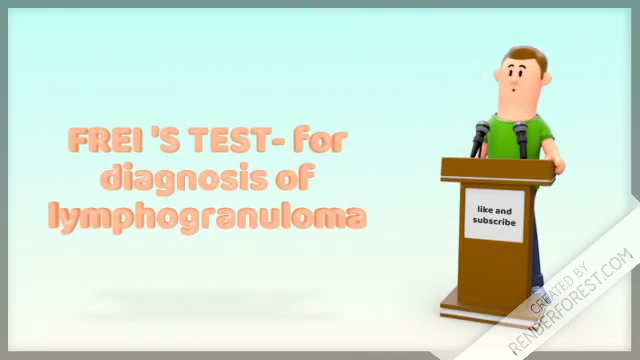 FREI 'S TEST- for
diagnosis of
lymphogranuloma
like and
subscribe
CREATED BY
RENDERFOREST.COM